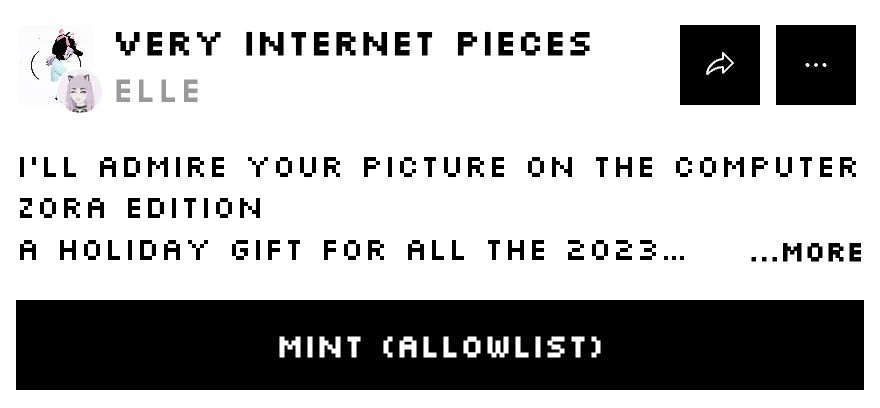 VERY INTERNET PIECES
ELLE
I'LL ADMIRE YOUR PICTURE ON THE COMPUTER
ZORA EDITION
A HOLIDAY GIFT FOR ALL THE 2023... ...MORE
MINT (ALLOWLIST)